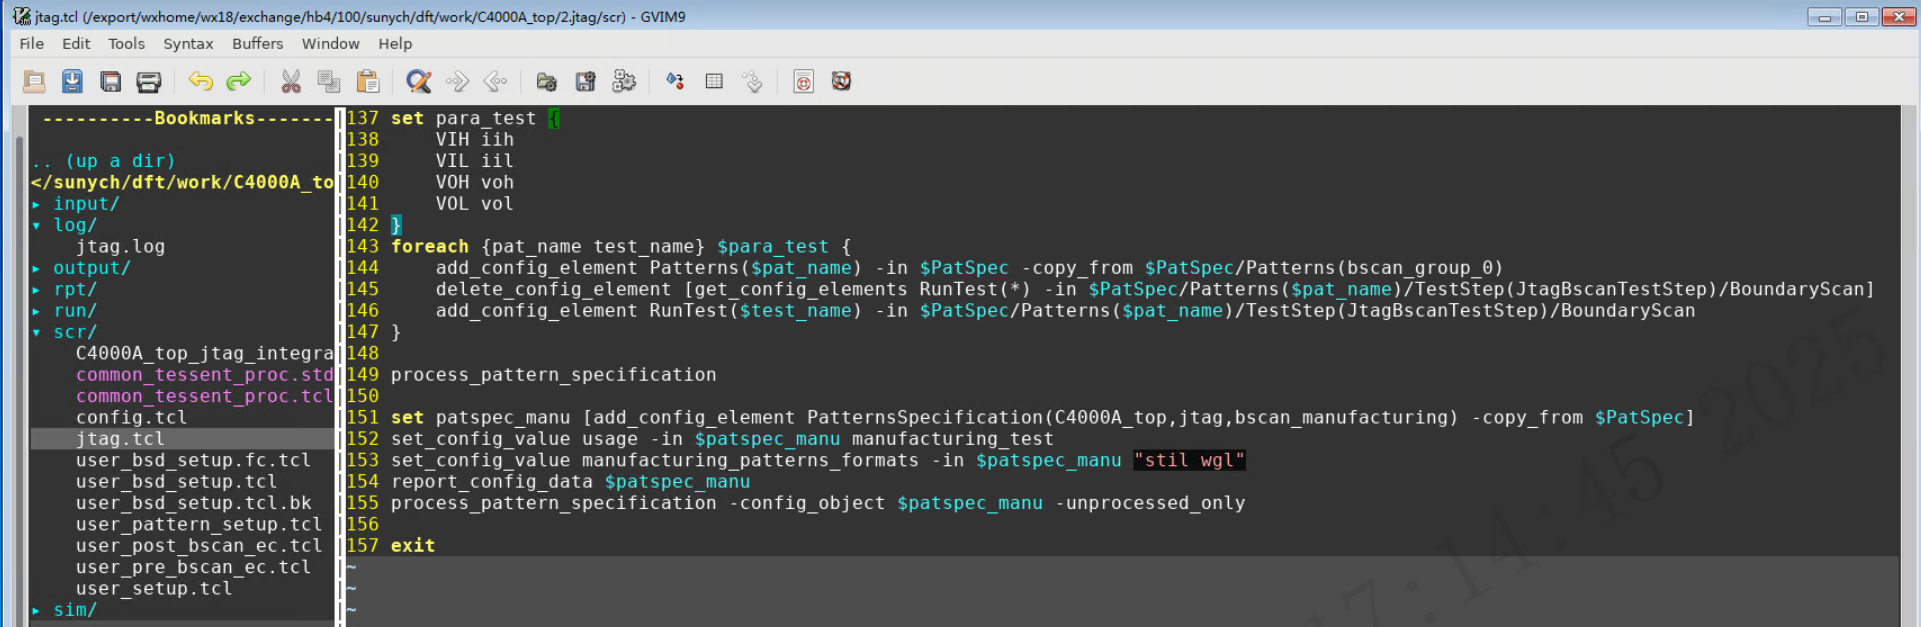 jtag.tcl (/export/wxhome/wx18/exchange/hb4/100/sunych/dft/work/C4000A_top/2.jtag/scr) - GVIM9
File Edit Tools Syntax Buffers Window Help
----------Bookmarks-------
.. (up a dir)
</sunych/dft/work/C4000A_to
▸ input/
▾ log/
jtag.log
▸ output/
▸ rpt/
▸ run/
▾ scr/
C4000A_top_jtag_integra
common_tessent_proc.std
common_tessent_proc.tcl
config.tcl
jtag.tcl
user_bsd_setup.fc.tcl
user_bsd_setup.tcl
user_bsd_setup.tcl.bk
user_pattern_setup.tcl
user_post_bscan_ec.tcl
user_pre_bscan_ec.tcl
user_setup.tcl
▸ sim/
137 set para_test {
138     VIH iih
139     VIL iil
140     VOH voh
141     VOL vol
142 }
143 foreach {pat_name test_name} $para_test {
144     add_config_element Patterns($pat_name) -in $PatSpec -copy_from $PatSpec/Patterns(bscan_group_0)
145     delete_config_element [get_config_elements RunTest(*) -in $PatSpec/Patterns($pat_name)/TestStep(JtagBscanTestStep)/BoundaryScan]
146     add_config_element RunTest($test_name) -in $PatSpec/Patterns($pat_name)/TestStep(JtagBscanTestStep)/BoundaryScan
147 }
148
149 process_pattern_specification
150
151 set patspec_manu [add_config_element PatternsSpecification(C4000A_top,jtag,bscan_manufacturing) -copy_from $PatSpec]
152 set_config_value usage -in $patspec_manu manufacturing_test
153 set_config_value manufacturing_patterns_formats -in $patspec_manu "stil wgl"
154 report_config_data $patspec_manu
155 process_pattern_specification -config_object $patspec_manu -unprocessed_only
156
157 exit
~
~
~
17:14:45 2025